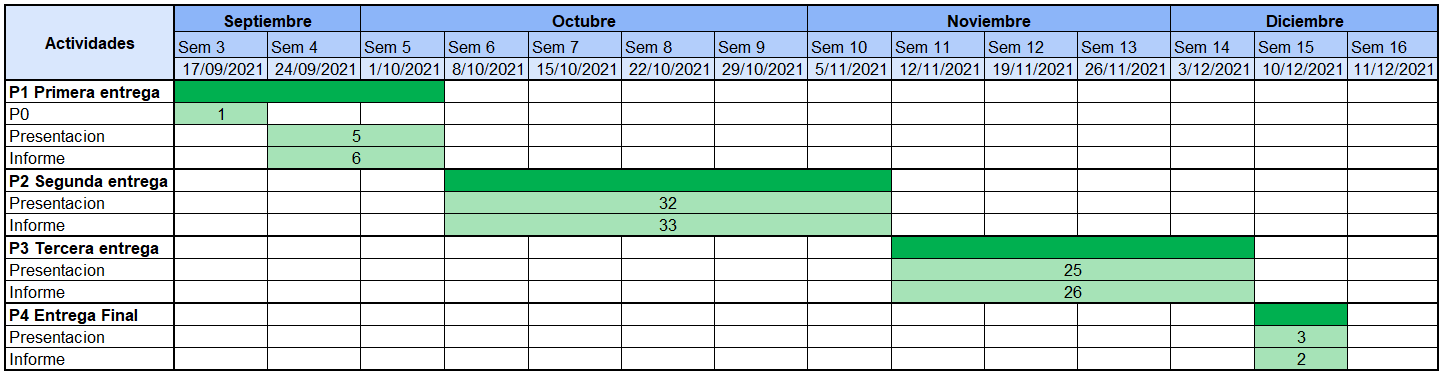 Actividades Septiembre Octubre Noviembre Diciembre
Sem 3 Sem 4 Sem 5 Sem 6 Sem 7 Sem 8 Sem 9 Sem 10 Sem 11 Sem 12 Sem 13 Sem 14 Sem 15 Sem 16
17/09/2021 24/09/2021 1/10/2021 8/10/2021 15/10/2021 22/10/2021 29/10/2021 5/11/2021 12/11/2021 19/11/2021 26/11/2021 3/12/2021 10/12/2021 11/12/2021
P1 Primera entrega
P0 1
Presentacion 5
Informe 6
P2 Segunda entrega
Presentacion 32
Informe 33
P3 Tercera entrega
Presentacion 25
Informe 26
P4 Entrega Final
Presentacion 3
Informe 2